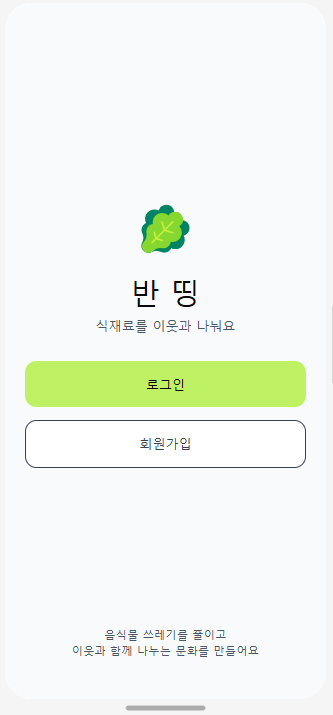 반 띵
식재료를 이웃과 나눠요
로그인
회원가입
음식물 쓰레기를 풀이고
이웃과 함께 나누는 문화를 만들어요